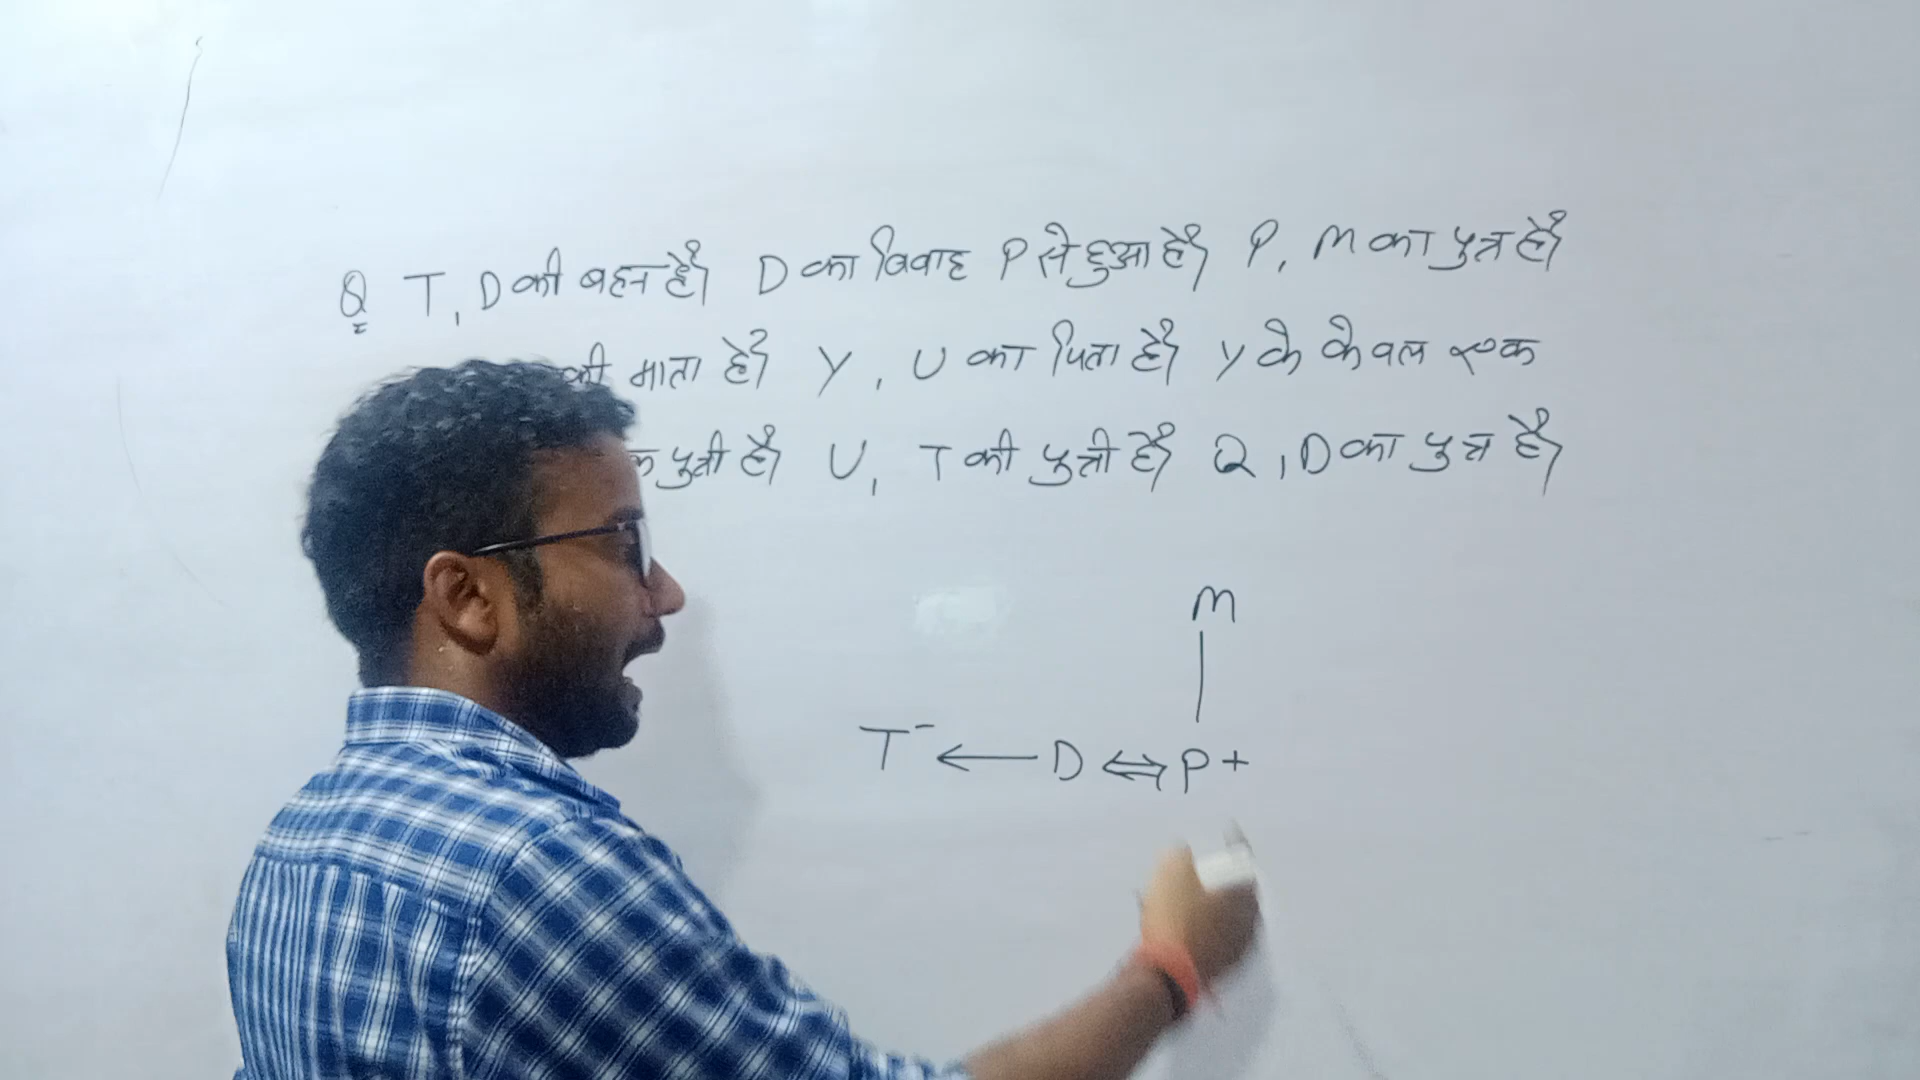 Q T, D की बहन है। D का विवाह P से हुआ है। P, M का पुत्र है।
की माता है। Y, U का पिता है। Y के केवल एक
पुत्री है। U, T की पुत्री है। Q, D का पुत्र है।
M
T⁻ ← D ⇔ P +